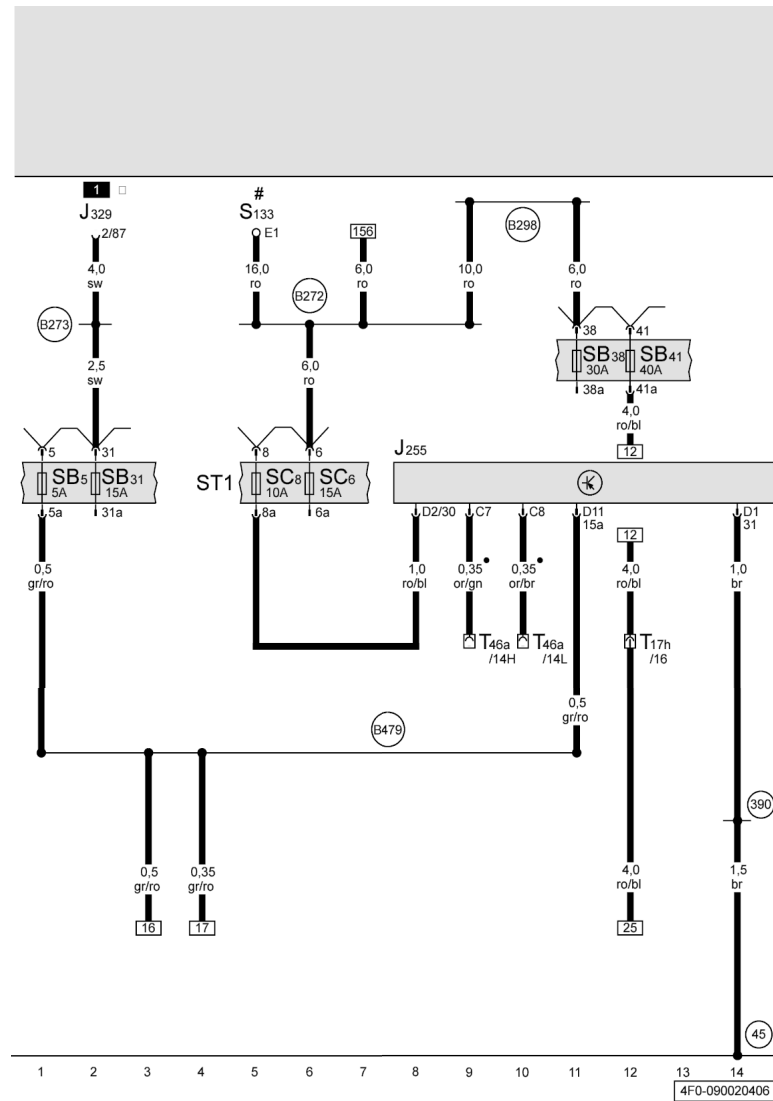 1
#
J329
S133
2/87
E1
156
B298
4,0
sw
16,0
ro
6,0
ro
10,0
ro
6,0
ro
B272
B273
38
41
SB38
30A
SB41
40A
2,5
sw
6,0
ro
38a
41a
4,0
ro/bl
5
31
8
6
J255
12
ST1
SB5
5A
SB31
15A
SC8
10A
SC6
15A
5a
31a
8a
6a
D2/30
C7
C8
D11
15a
D1
31
12
0,5
gr/ro
1,0
ro/bl
0,35
or/gn
0,35
or/br
4,0
ro/bl
1,0
br
T46a
/14H
T46a
/14L
T17h
/16
0,5
gr/ro
B479
390
0,5
gr/ro
0,35
gr/ro
4,0
ro/bl
1,5
br
16
17
25
45
1 2 3 4 5 6 7 8 9 10 11 12 13 14
4F0-090020406